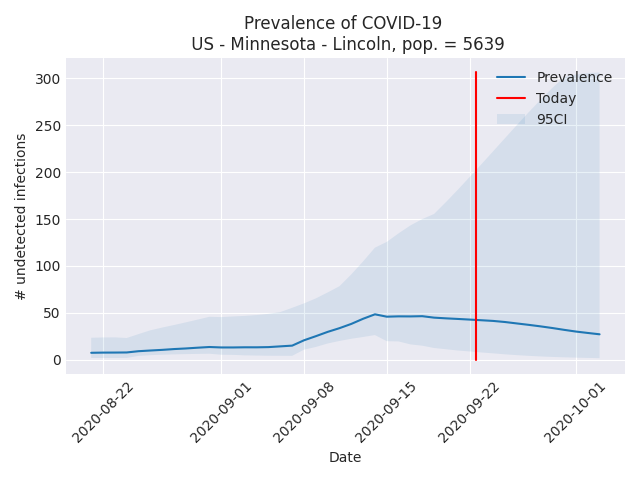 Prevalence of COVID-19
US - Minnesota - Lincoln, pop. = 5639
300
250
200
150
100
50
0
# undetected infections
Prevalence
Today
95CI
2020-08-22
2020-09-01
2020-09-08
2020-09-15
2020-09-22
2020-10-01
Date